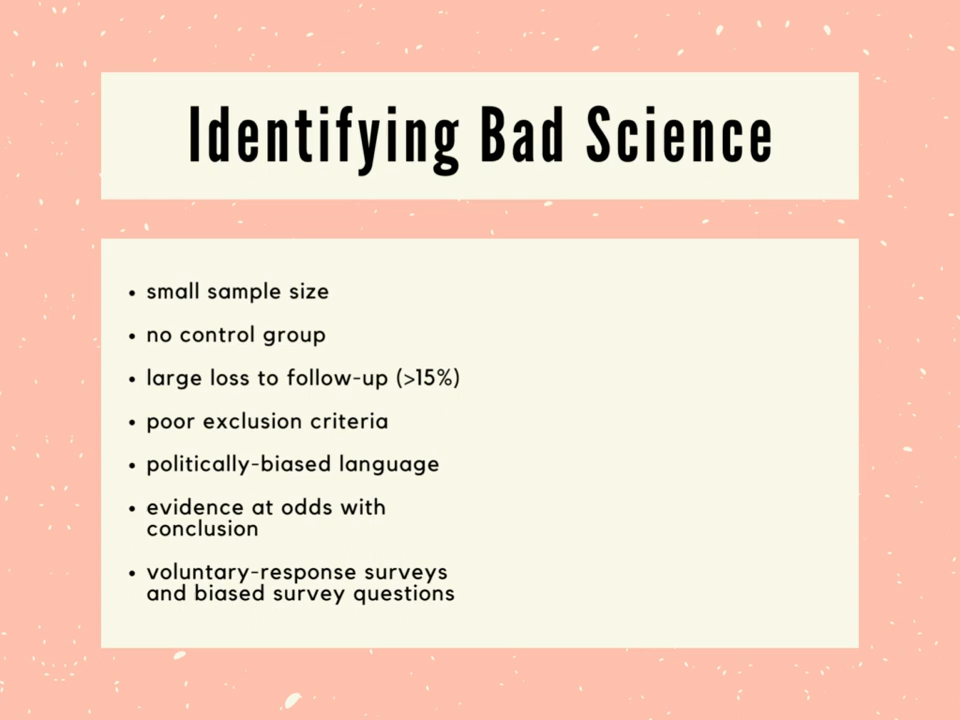 Identifying Bad Science
• small sample size
• no control group
• large loss to follow-up (>15%)
• poor exclusion criteria
• politically-biased language
• evidence at odds with
conclusion
• voluntary-response surveys
and biased survey questions